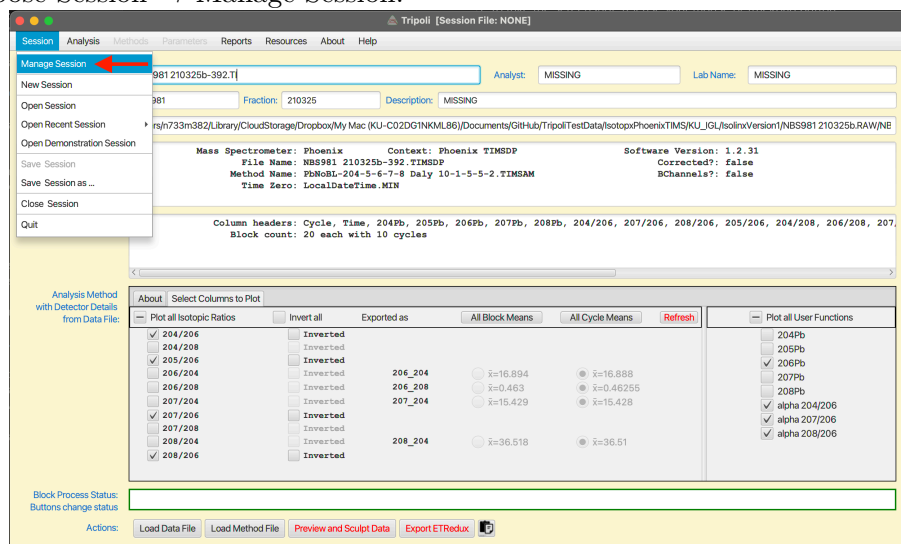 Tripoli [Session File: NONE]
Session Analysis Methods Parameters Reports Resources About Help
Manage Session
New Session
Open Session
Open Recent Session
Open Demonstration Session
Save Session
Save Session as ...
Close Session
Quit
981 210325b-392.TI Analyst: MISSING Lab Name: MISSING
981 Fraction: 210325 Description: MISSING
rs/n733m382/Library/CloudStorage/Dropbox/My Mac (KU-C02DG1NKML86)/Documents/GitHub/TripoliTestData/IsotopxPhoenixTIMS/KU_IGL/IsolinxVersion1/NBS981 210325b.RAW/NB
Mass Spectrometer: Phoenix Context: Phoenix TIMSDP Software Version: 1.2.31
File Name: NBS981 210325b-392.TIMSDP Corrected?: false
Method Name: PbNoBL-204-5-6-7-8 Daly 10-1-5-5-2.TIMSAM BChannels?: false
Time Zero: LocalDateTime.MIN
Column headers: Cycle, Time, 204Pb, 205Pb, 206Pb, 207Pb, 208Pb, 204/206, 207/206, 208/206, 205/206, 204/208, 206/208, 207,
Block count: 20 each with 10 cycles
Analysis Method
with Detector Details
from Data File:
About Select Columns to Plot
Plot all Isotopic Ratios Invert all Exported as All Block Means All Cycle Means Refresh Plot all User Functions
204/206 Inverted 204Pb
204/208 Inverted 205Pb
205/206 Inverted 206Pb
206/204 Inverted 206_204 x̄=16.894 x̄=16.888 207Pb
206/208 Inverted 206_208 x̄=0.463 x̄=0.46255 208Pb
207/204 Inverted 207_204 x̄=15.429 x̄=15.428 alpha 204/206
207/206 Inverted alpha 207/206
207/208 Inverted alpha 208/206
208/204 Inverted 208_204 x̄=36.518 x̄=36.51
208/206 Inverted
Block Process Status:
Buttons change status
Actions: Load Data File Load Method File Preview and Sculpt Data Export ETRedux